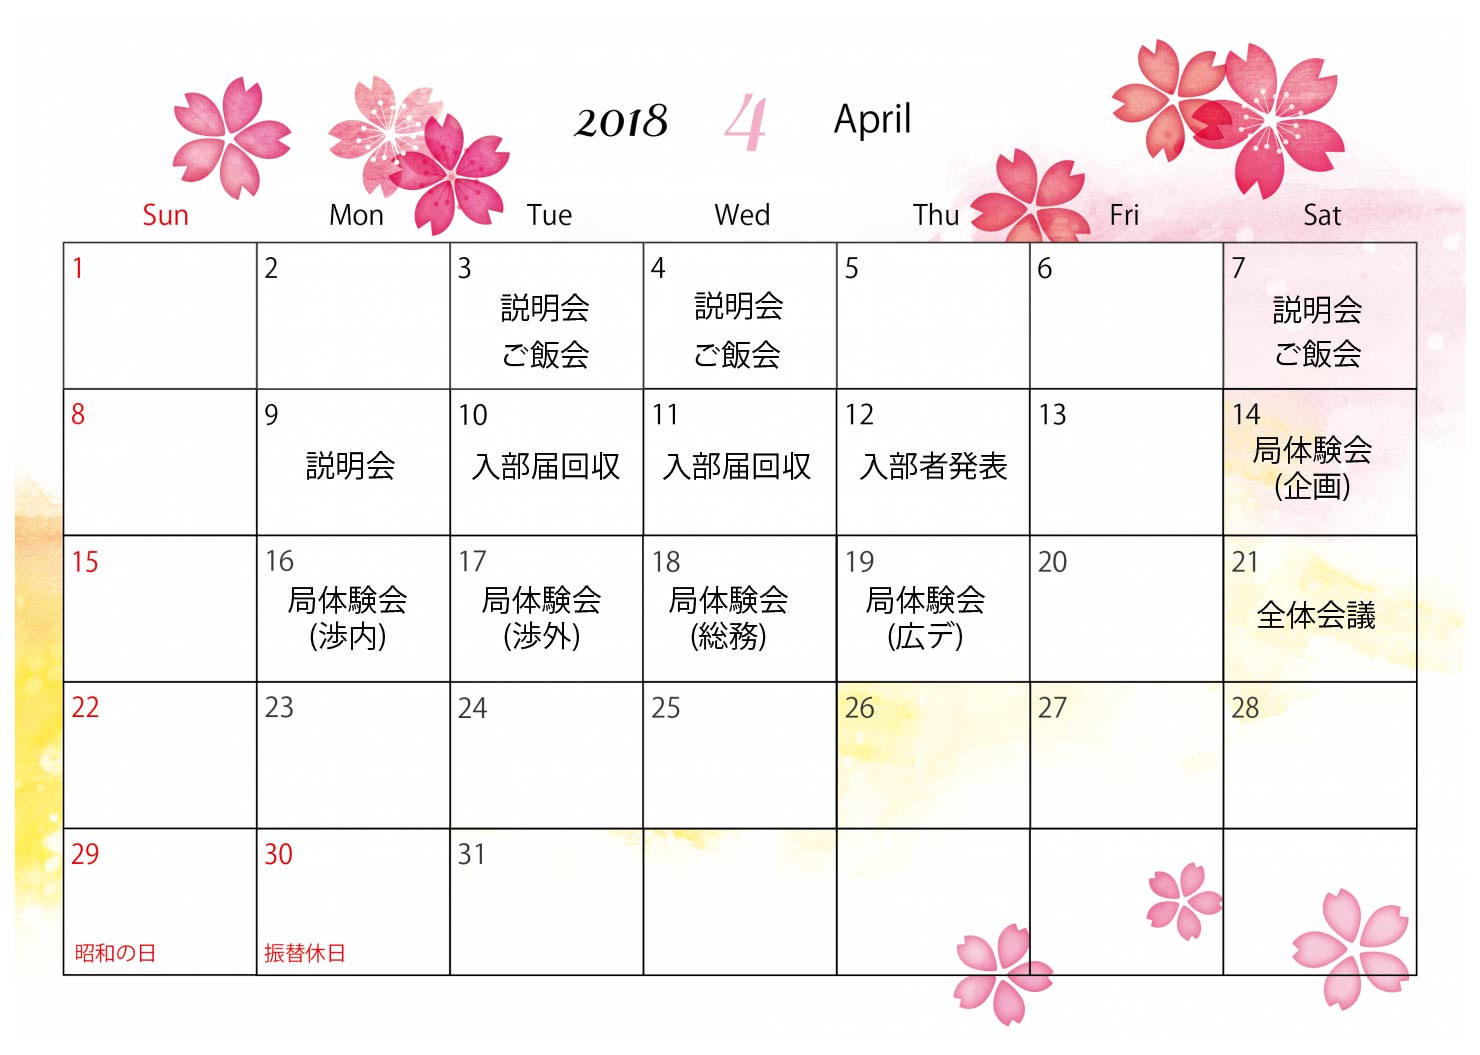 2018 4 April
Sun Mon Tue Wed Thu Fri Sat
1 2 3 4 5 6 7
説明会 説明会 説明会
ご飯会 ご飯会 ご飯会
8 9 10 11 12 13 14
説明会 入部届回収 入部届回収 入部者発表 局体験会
(企画)
15 16 17 18 19 20 21
局体験会 局体験会 局体験会 局体験会 全体会議
(渉内) (渉外) (総務) (広デ)
22 23 24 25 26 27 28
29 30 31
昭和の日 振替休日